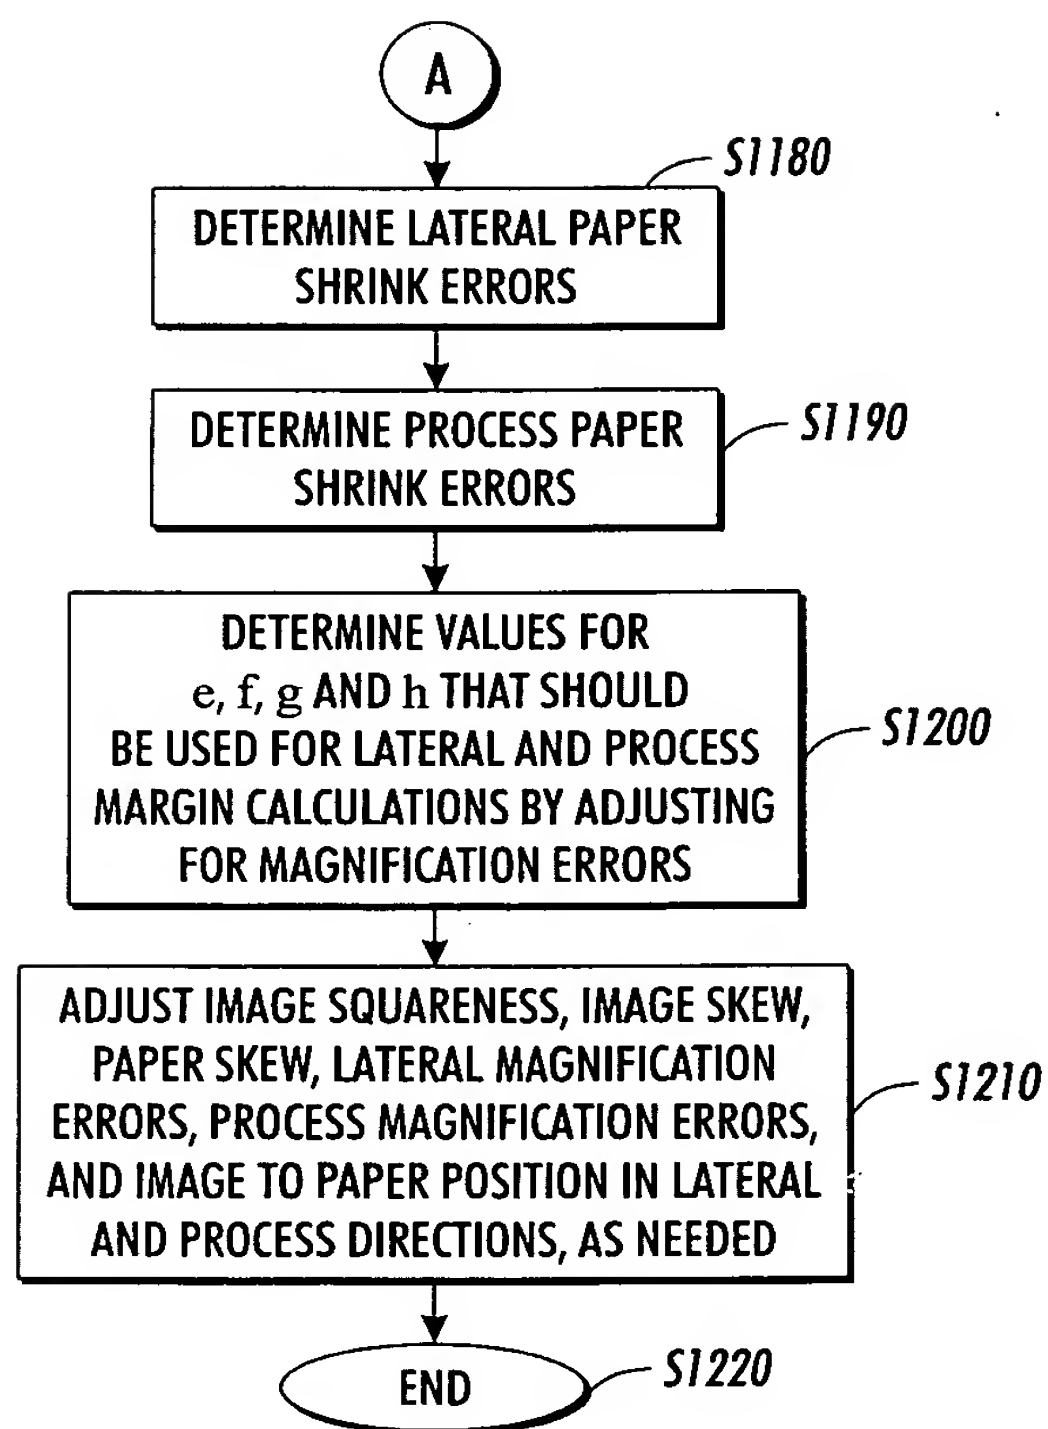 A
S1180
DETERMINE LATERAL PAPER
SHRINK ERRORS
S1190
DETERMINE PROCESS PAPER
SHRINK ERRORS
S1200
DETERMINE VALUES FOR
e, f, g AND h THAT SHOULD
BE USED FOR LATERAL AND PROCESS
MARGIN CALCULATIONS BY ADJUSTING
FOR MAGNIFICATION ERRORS
S1210
ADJUST IMAGE SQUARENESS, IMAGE SKEW,
PAPER SKEW, LATERAL MAGNIFICATION
ERRORS, PROCESS MAGNIFICATION ERRORS,
AND IMAGE TO PAPER POSITION IN LATERAL
AND PROCESS DIRECTIONS, AS NEEDED
END
S1220